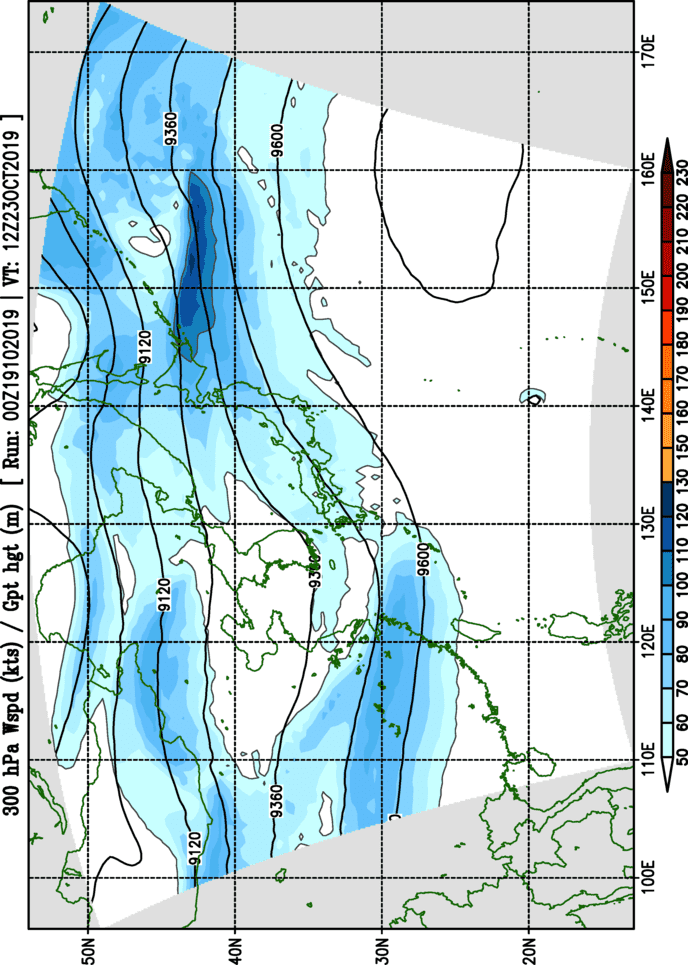 300 hPa Wspd (kts) / Gpt hgt (m) [ Run: 00Z19102019 | VT: 12Z23OCT2019 ]
50N
9120
9120
9360
9120
40N
9360 9600
9360
30N
0
9600
20N
100E 110E 120E 130E 140E 150E 160E 170E
50 60 70 80 90 100 110 120 130 140 150 160 170 180 190 200 210 220 230